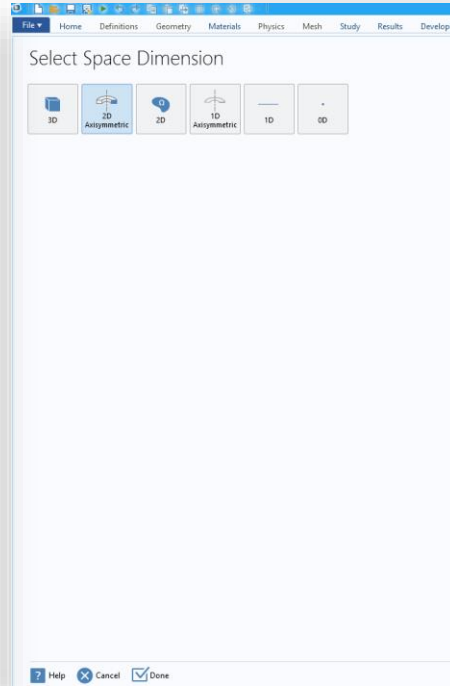 File Home Definitions Geometry Materials Physics Mesh Study Results Develop
Select Space Dimension
3D
2D Axisymmetric
2D
1D Axisymmetric
1D
0D
? Help Cancel Done